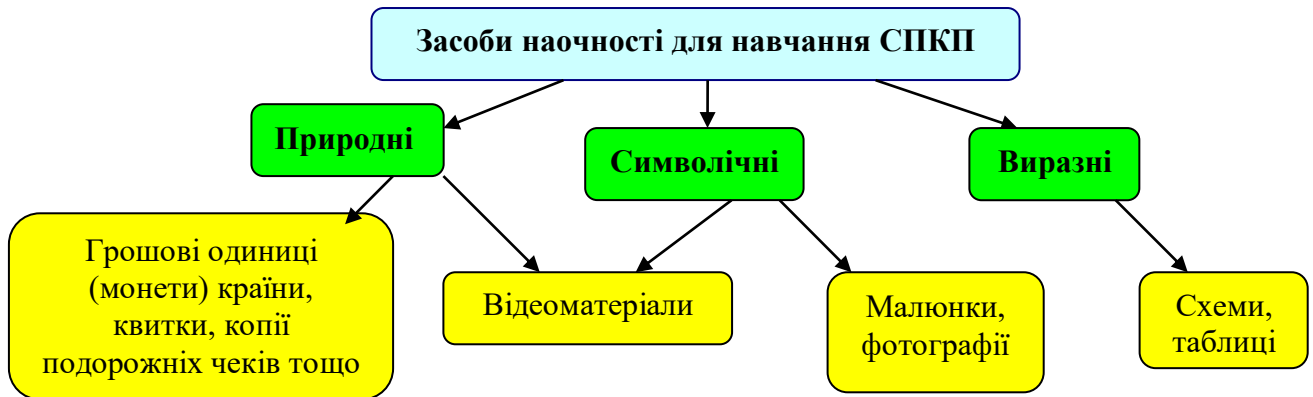 Засоби наочності для навчання СПКП
Природні
Символічні
Виразні
Грошові одиниці
(монети) країни,
квитки, копії
подорожніх чеків тощо
Відеоматеріали
Малюнки,
фотографії
Схеми,
таблиці